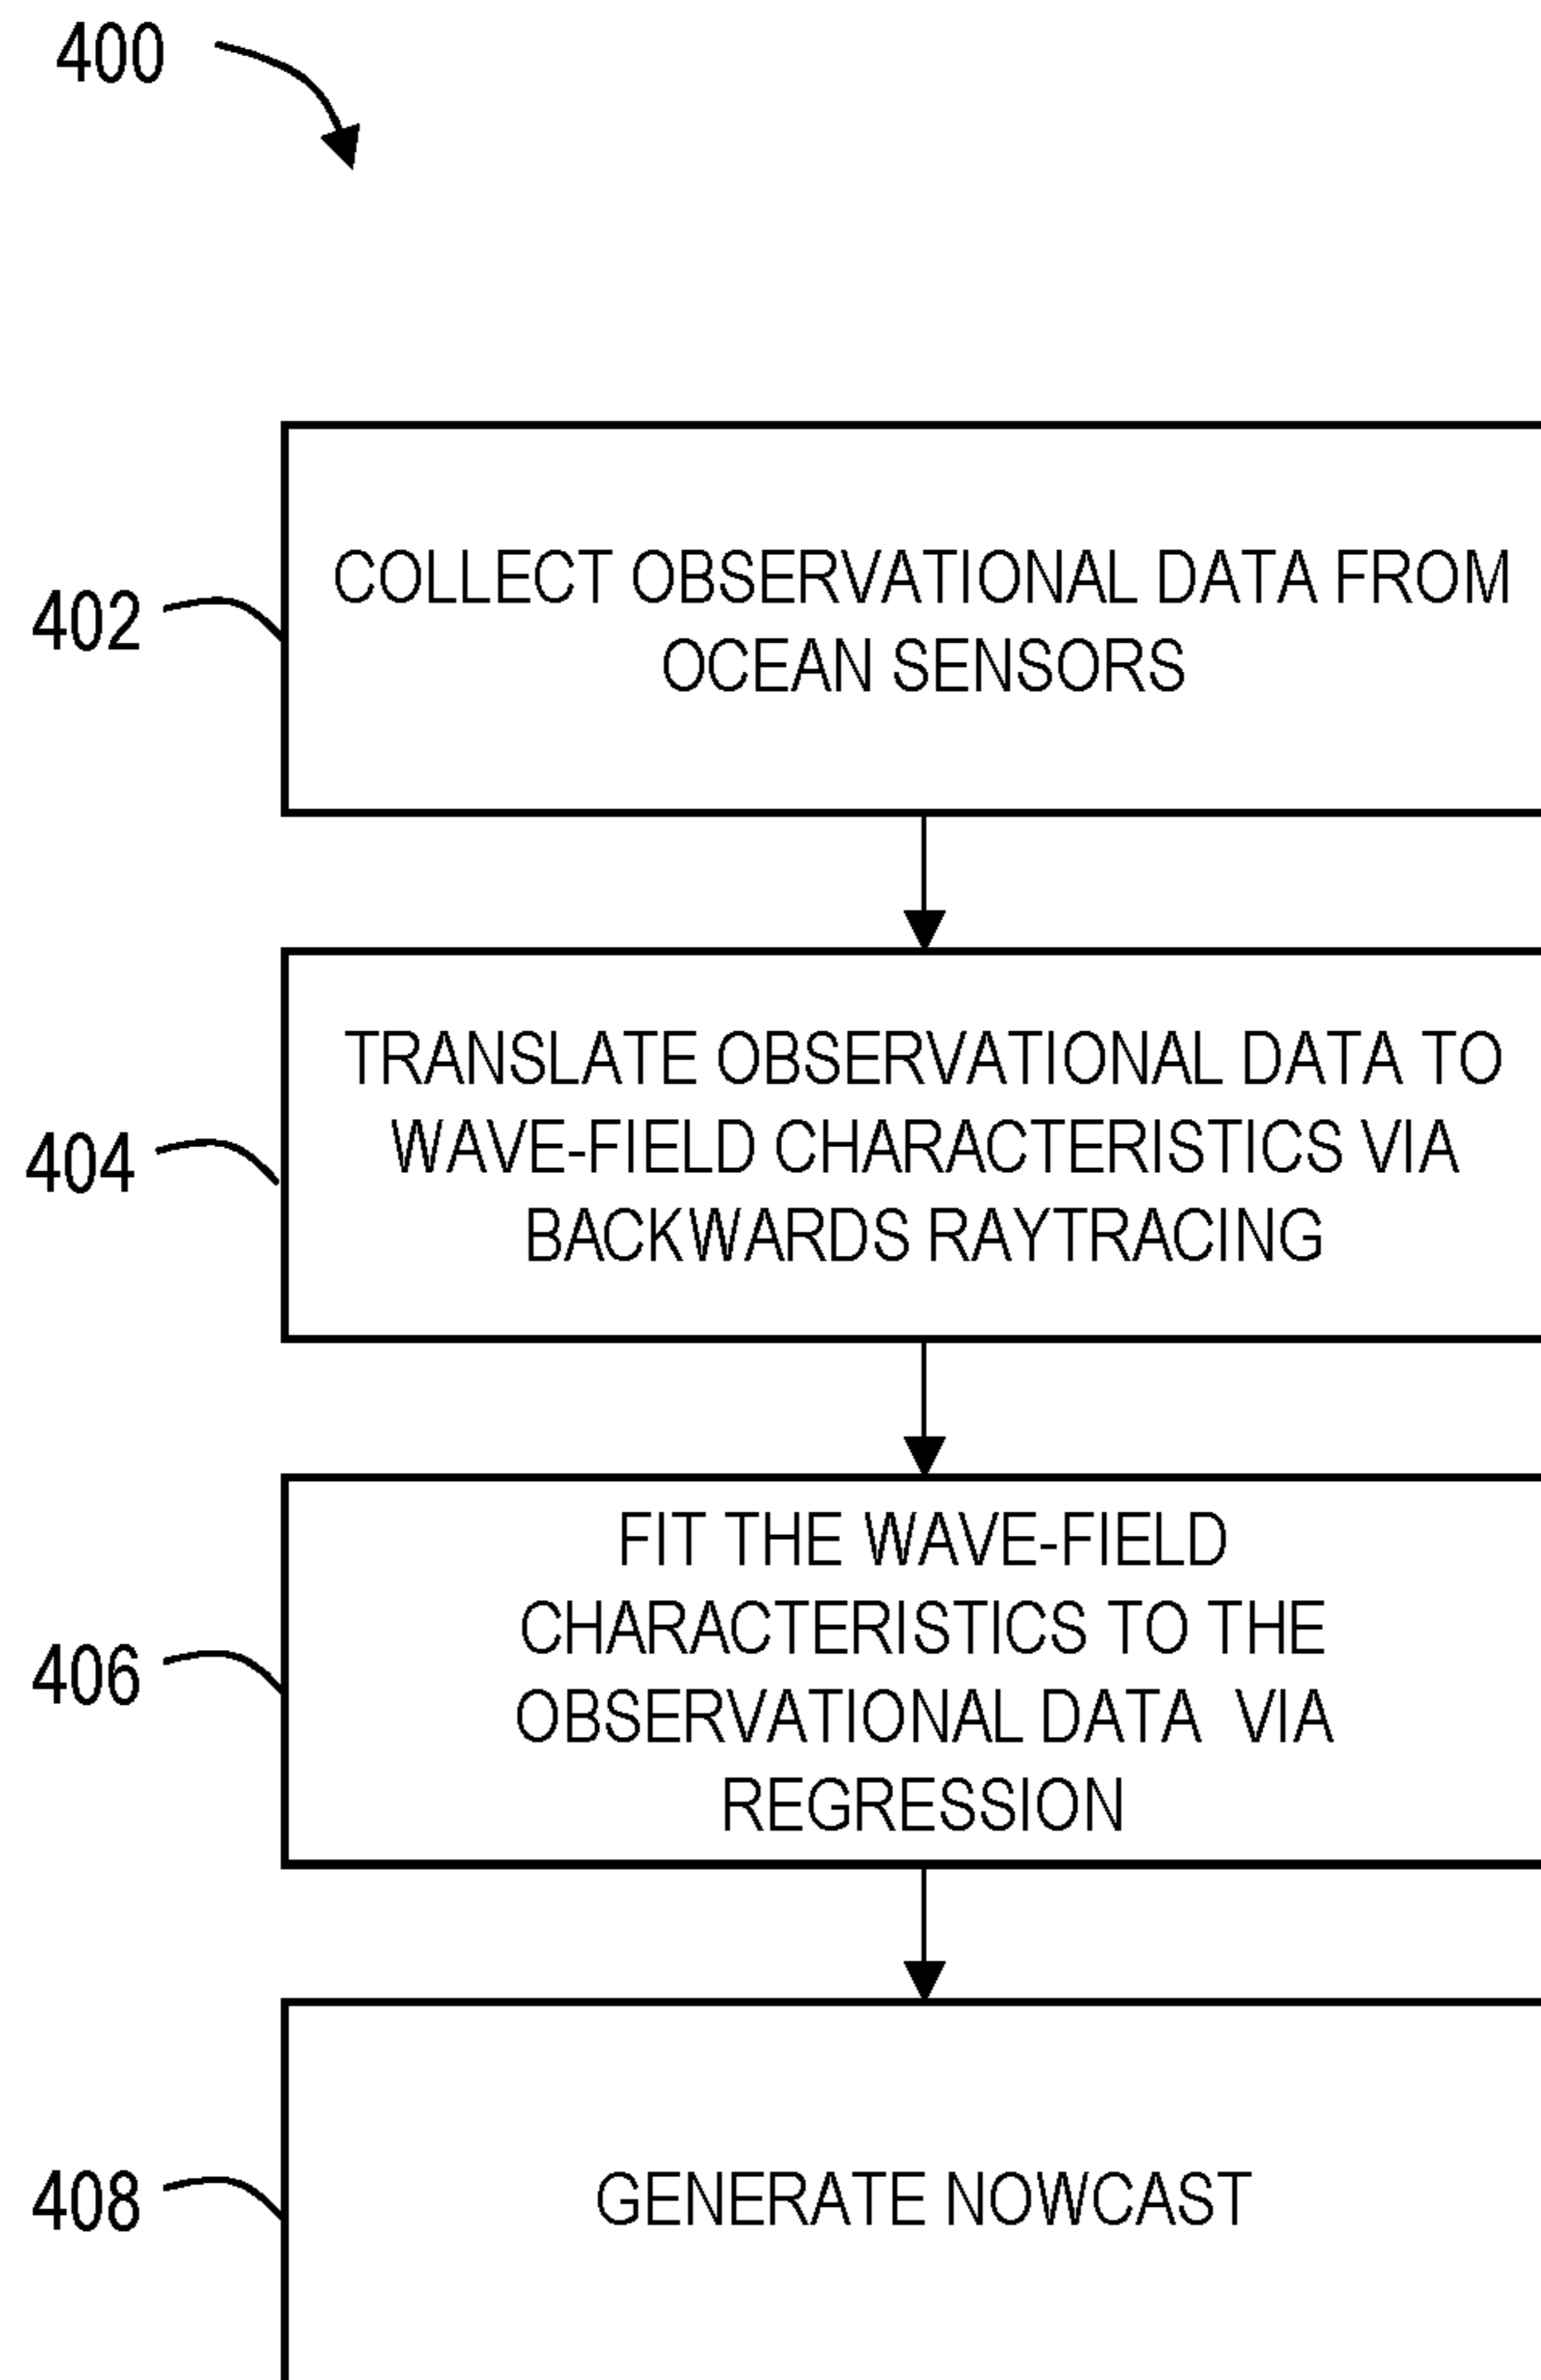 400
402
COLLECT OBSERVATIONAL DATA FROM
OCEAN SENSORS
404
TRANSLATE OBSERVATIONAL DATA TO
WAVE-FIELD CHARACTERISTICS VIA
BACKWARDS RAYTRACING
406
FIT THE WAVE-FIELD
CHARACTERISTICS TO THE
OBSERVATIONAL DATA VIA
REGRESSION
408
GENERATE NOWCAST